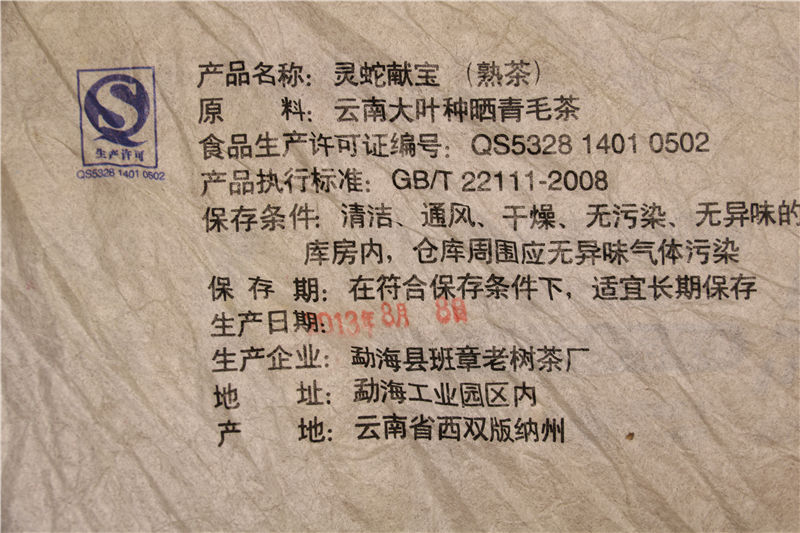 生产许可
QS5328 1401 0502
产品名称：灵蛇献宝（熟茶）
原 料：云南大叶种晒青毛茶
食品生产许可证编号：QS5328 1401 0502
产品执行标准：GB/T 22111-2008
保存条件：清洁、通风、干燥、无污染、无异味的
库房内，仓库周围应无异味气体污染
保 存 期：在符合保存条件下，适宜长期保存
生产日期：2013年3月 8日
生产企业：勐海县班章老树茶厂
地 址：勐海工业园区内
产 地：云南省西双版纳州